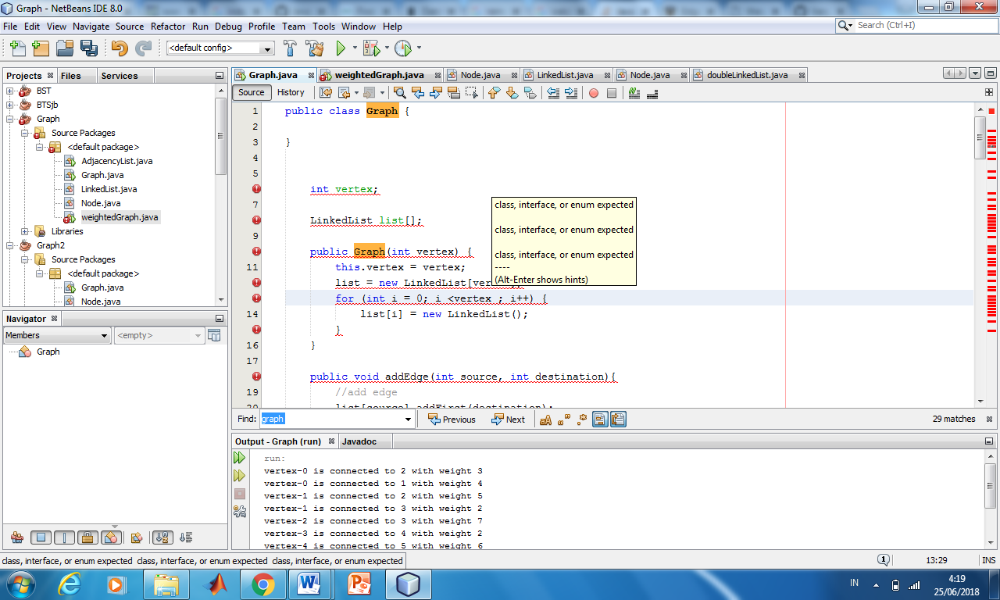 Graph - NetBeans IDE 8.0
File Edit View Navigate Source Refactor Run Debug Profile Team Tools Window Help
Search (Ctrl+I)
<default config>
Projects Files Services
BST
BTSjb
Graph
Source Packages
<default package>
AdjacencyList.java
Graph.java
LinkedList.java
Node.java
weightedGraph.java
Libraries
Graph2
Source Packages
<default package>
Graph.java
Node.java
Navigator
Members <empty>
Graph
Graph.java weightedGraph.java Node.java LinkedList.java Node.java doubleLinkedList.java
Source History
1 public class Graph {
2
3 }
4
5
int vertex;
7
LinkedList list[];
9
public Graph(int vertex) {
11 this.vertex = vertex;
list = new LinkedList[ver
for (int i = 0; i <vertex ; i++) {
14 list[i] = new LinkedList();
}
16 }
17
public void addEdge(int source, int destination){
19 //add edge
20 list[source].addFirst(destination);
class, interface, or enum expected
class, interface, or enum expected
class, interface, or enum expected
----
(Alt-Enter shows hints)
Find: graph Previous Next 29 matches
Output - Graph (run) Javadoc
run:
vertex-0 is connected to 2 with weight 3
vertex-0 is connected to 1 with weight 4
vertex-1 is connected to 2 with weight 5
vertex-1 is connected to 3 with weight 2
vertex-2 is connected to 3 with weight 7
vertex-3 is connected to 4 with weight 2
vertex-4 is connected to 5 with weight 6
class, interface, or enum expected class, interface, or enum expected class, interface, or enum expected
1 13:29 INS
IN 4:19
25/06/2018